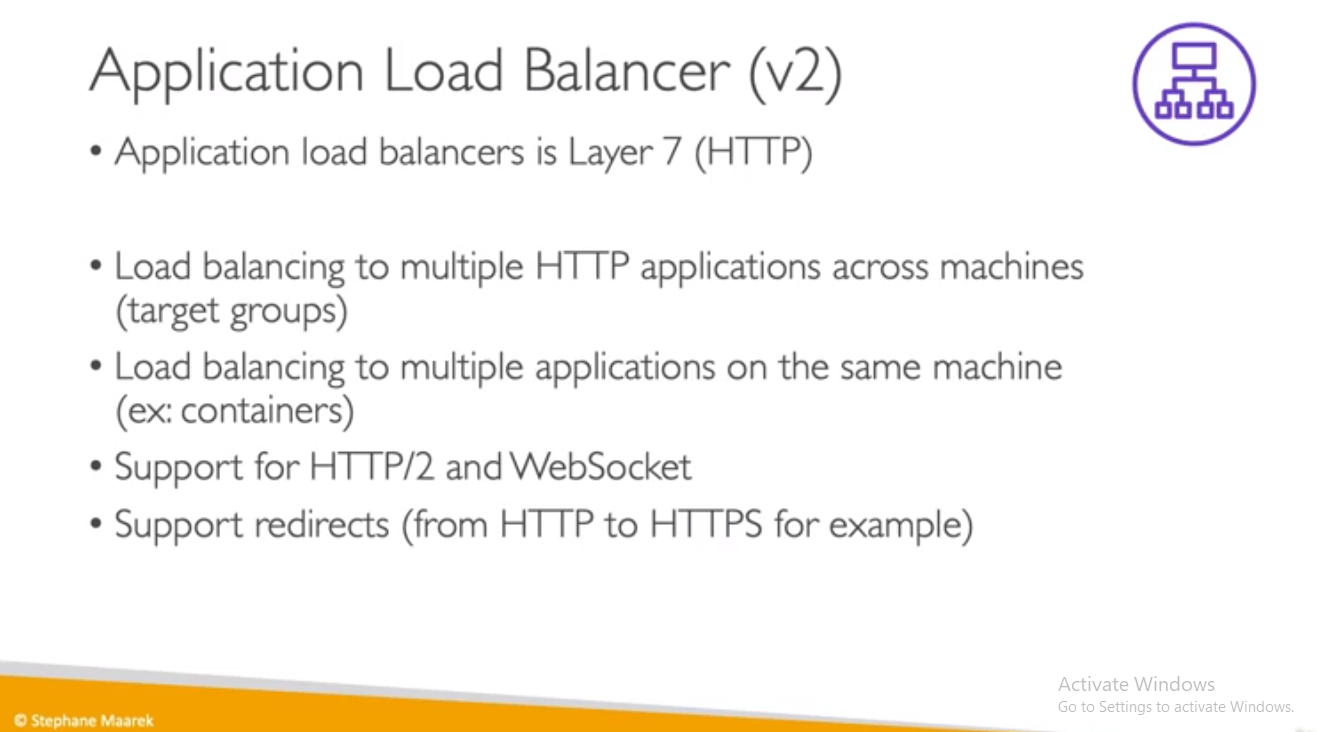 Application Load Balancer (v2)
• Application load balancers is Layer 7 (HTTP)
• Load balancing to multiple HTTP applications across machines
(target groups)
• Load balancing to multiple applications on the same machine
(ex: containers)
• Support for HTTP/2 and WebSocket
• Support redirects (from HTTP to HTTPS for example)
Activate Windows
Go to Settings to activate Windows.
© Stephane Maarek